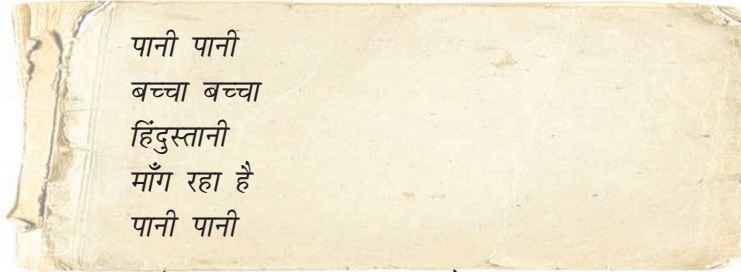 पानी पानी
बच्चा बच्चा
हिंदुस्तानी
माँग रहा है
पानी पानी